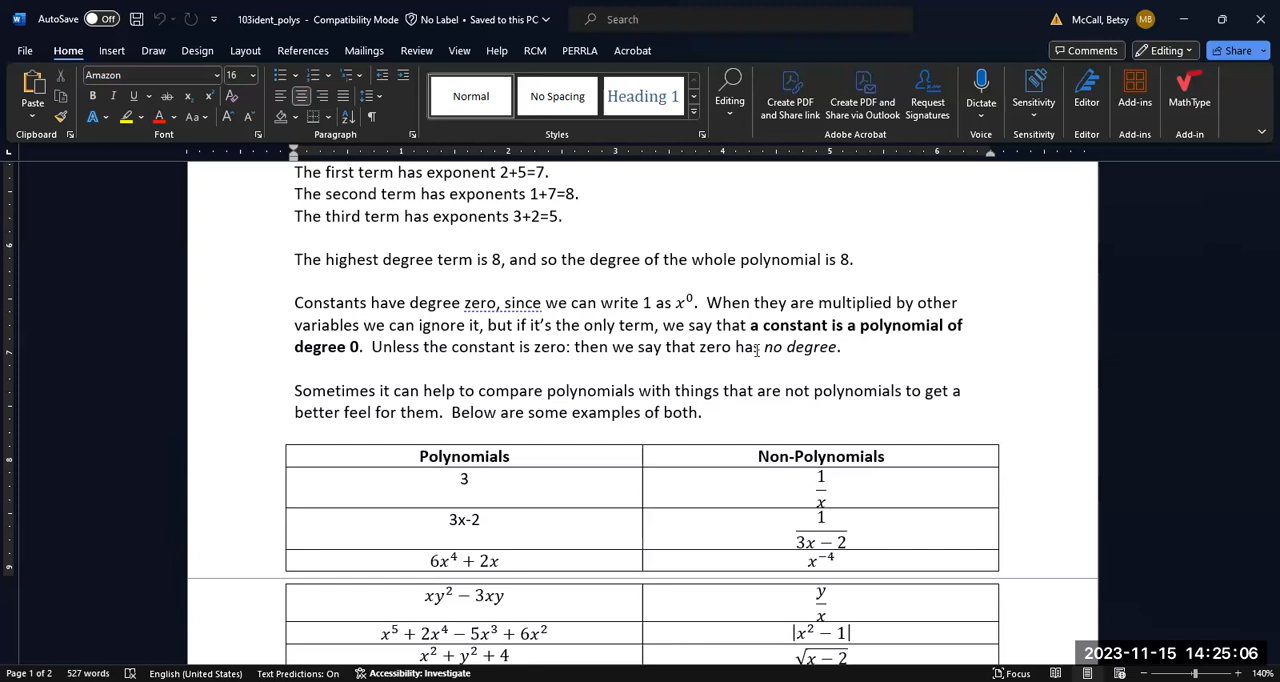 AutoSave Off 103ident_polys - Compatibility Mode No Label • Saved to this PC Search McCall, Betsy MB
File Home Insert Draw Design Layout References Mailings Review View Help RCM PERRLA Acrobat Comments Editing Share
Amazon 16 Normal No Spacing Heading 1
Paste Editing Create PDF and Share link Create PDF and Share via Outlook Request Signatures Dictate Sensitivity Editor Add-ins MathType
Clipboard Font Paragraph Styles Adobe Acrobat Voice Sensitivity Editor Add-ins Add-in
1 2 3 4 5 6
The first term has exponent 2+5=7.
The second term has exponents 1+7=8.
The third term has exponents 3+2=5.
The highest degree term is 8, and so the degree of the whole polynomial is 8.
Constants have degree zero, since we can write 1 as x⁰. When they are multiplied by other
variables we can ignore it, but if it's the only term, we say that a constant is a polynomial of
degree 0. Unless the constant is zero: then we say that zero has no degree.
Sometimes it can help to compare polynomials with things that are not polynomials to get a
better feel for them. Below are some examples of both.
Polynomials Non-Polynomials
3 1/x
3x-2 1/(3x − 2)
6x⁴ + 2x x⁻⁴
xy² − 3xy y/x
x⁵ + 2x⁴ − 5x³ + 6x² |x² − 1|
x² + y² + 4 √(x − 2)
2023-11-15 14:25:06
Page 1 of 2 527 words English (United States) Text Predictions: On Accessibility: Investigate Focus 140%